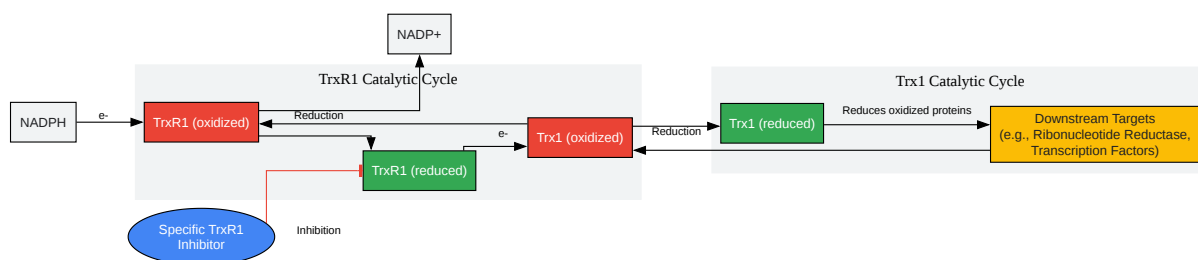 NADP+
TrxR1 Catalytic Cycle
Trx1 Catalytic Cycle
NADPH
e-
TrxR1 (oxidized)
Reduction
e-
Trx1 (oxidized)
Reduction
Trx1 (reduced)
Reduces oxidized proteins
Downstream Targets
(e.g., Ribonucleotide Reductase,
Transcription Factors)
TrxR1 (reduced)
Specific TrxR1
Inhibitor
Inhibition